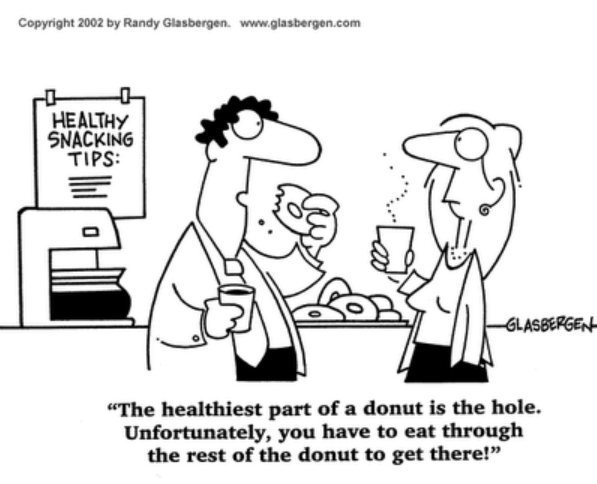 Copyright 2002 by Randy Glasbergen.   www.glasbergen.com
HEALTHY
SNACKING
TIPS:
GLASBERGEN
“The healthiest part of a donut is the hole.
Unfortunately, you have to eat through
the rest of the donut to get there!”